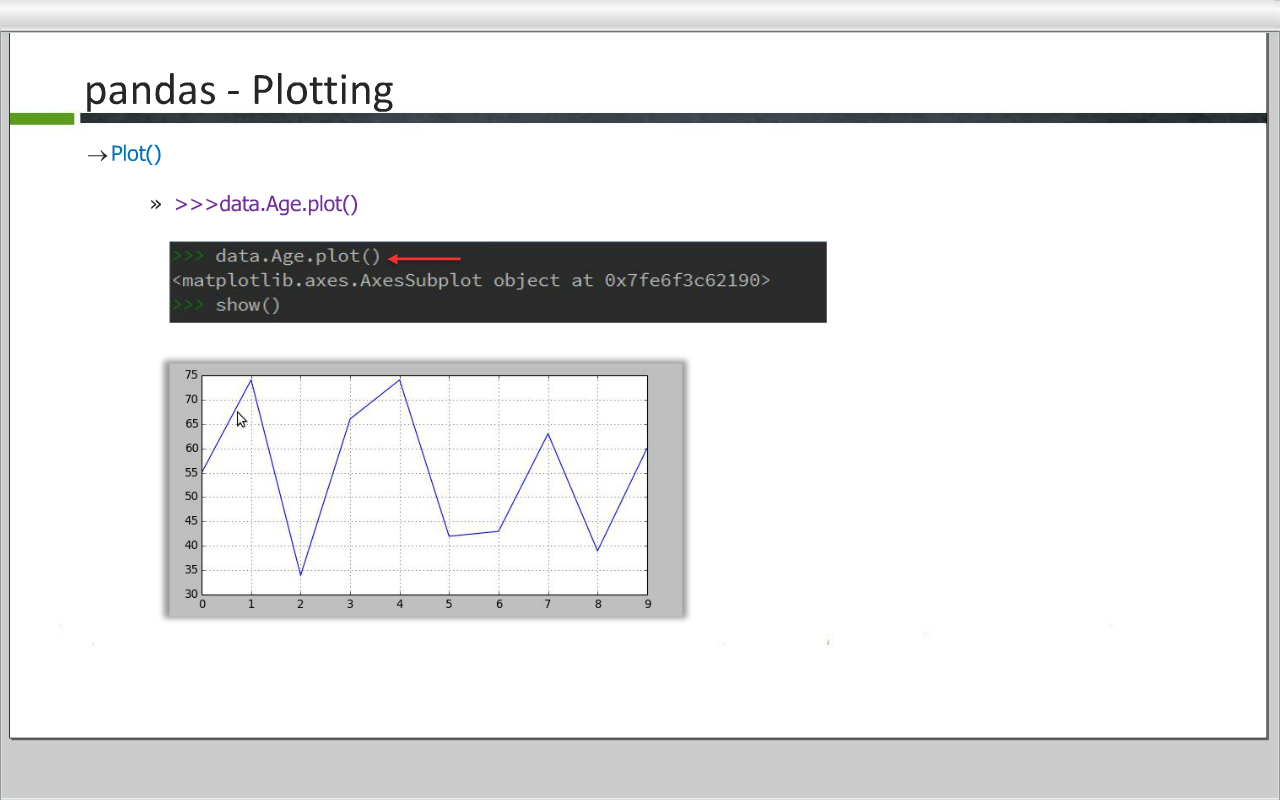 pandas - Plotting
→Plot()
» >>>data.Age.plot()
>>> data.Age.plot()
<matplotlib.axes.AxesSubplot object at 0x7fe6f3c62190>
>>> show()
75
70
65
60
55
50
45
40
35
30
0 1 2 3 4 5 6 7 8 9